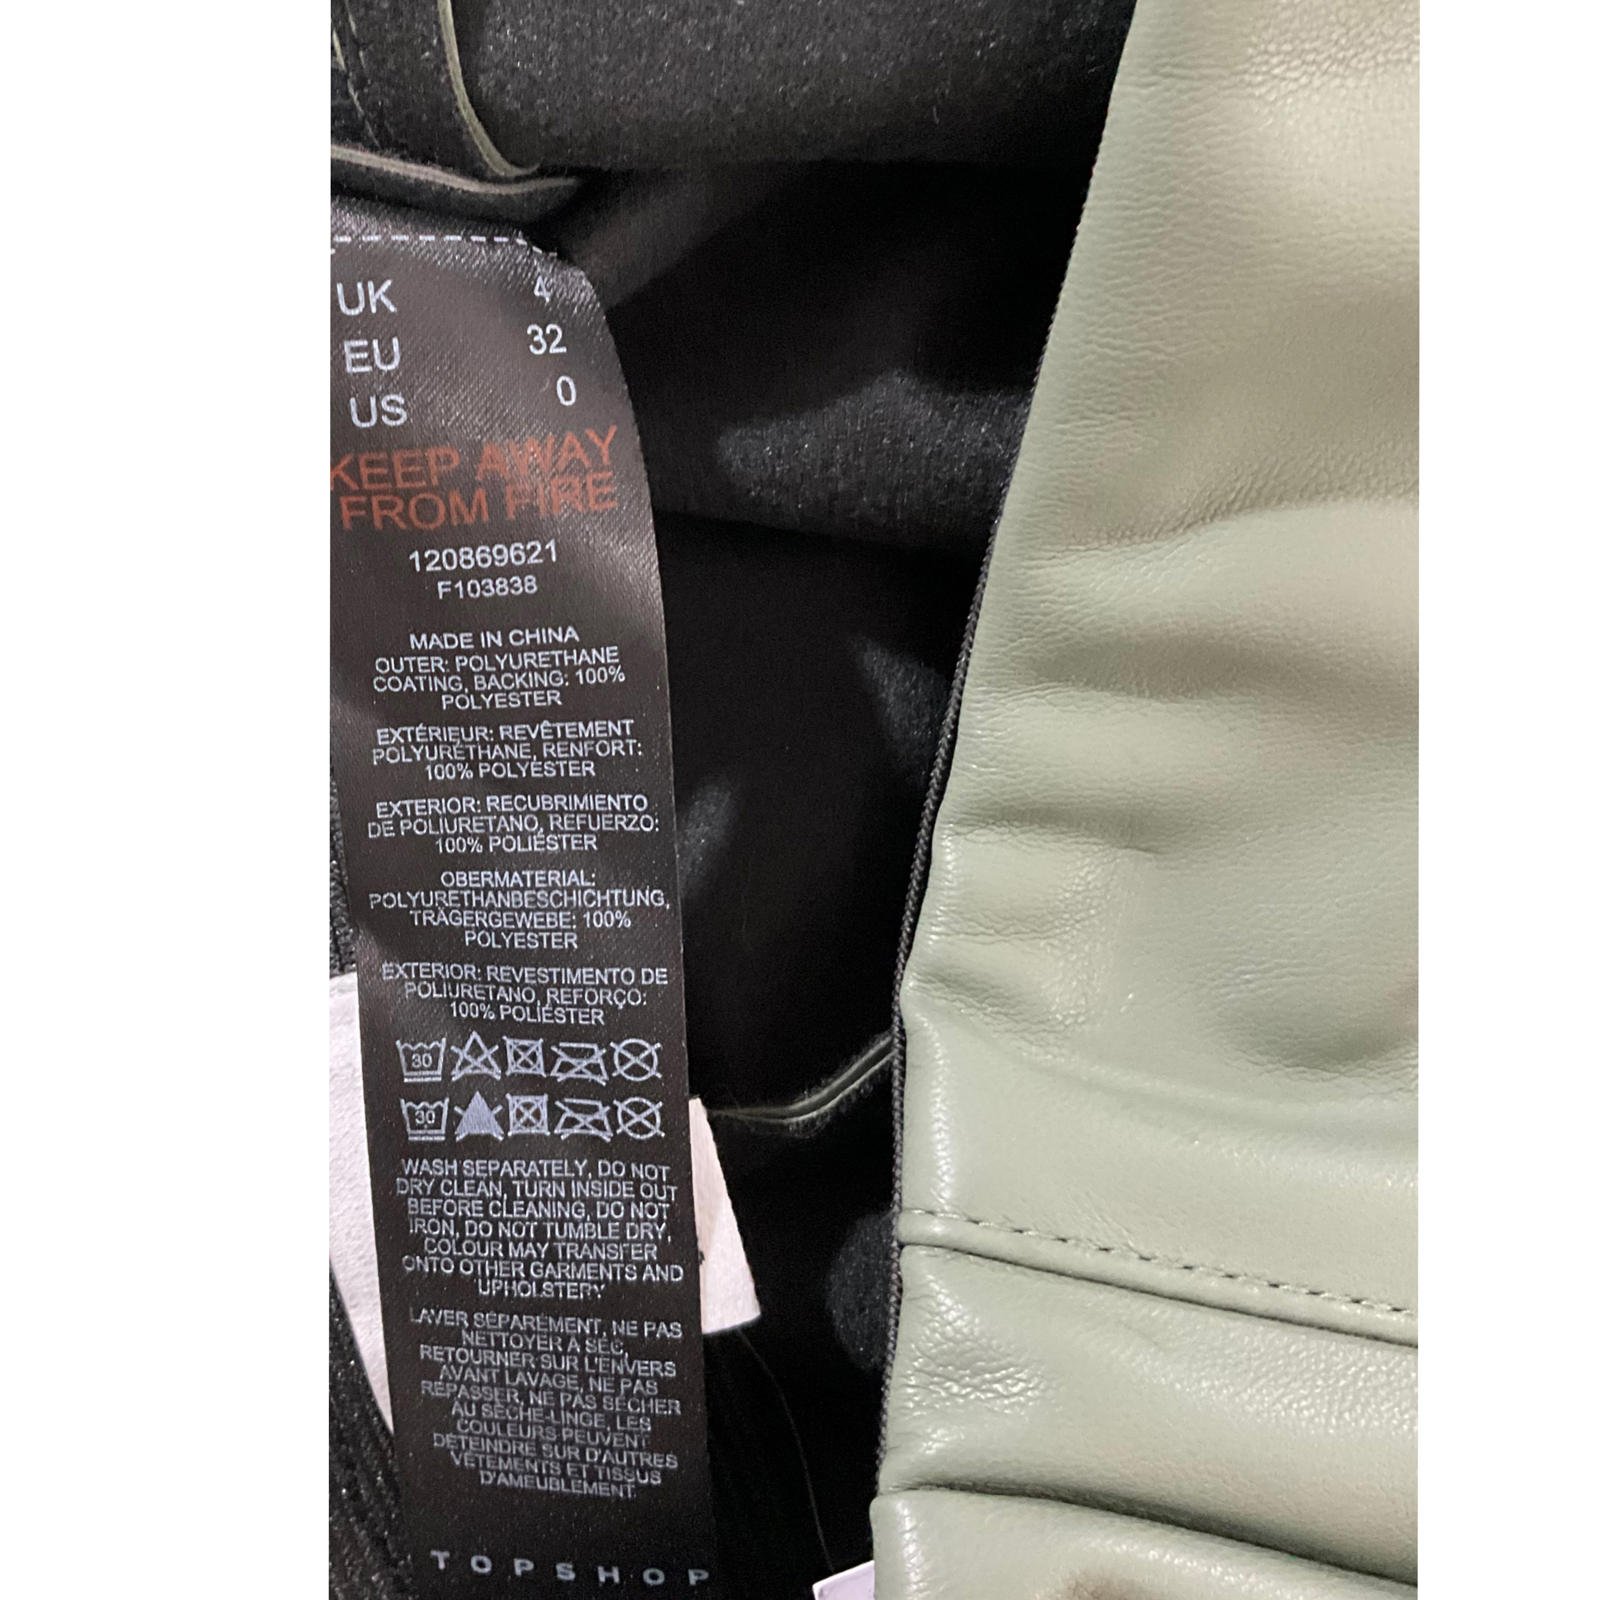 UK 4
EU 32
US 0
KEEP AWAY
FROM FIRE
120869621
F103838
MADE IN CHINA
OUTER: POLYURETHANE
COATING, BACKING: 100%
POLYESTER
EXTÉRIEUR: REVÊTEMENT
POLYURÉTHANE, RENFORT:
100% POLYESTER
EXTERIOR: RECUBRIMIENTO
DE POLIURETANO, REFUERZO:
100% POLIÉSTER
OBERMATERIAL:
POLYURETHANBESCHICHTUNG,
TRÄGERGEWEBE: 100%
POLYESTER
EXTERIOR: REVESTIMENTO DE
POLIURETANO, REFORÇO:
100% POLIÉSTER
30
30
WASH SEPARATELY, DO NOT
DRY CLEAN, TURN INSIDE OUT
BEFORE CLEANING, DO NOT
IRON, DO NOT TUMBLE DRY,
COLOUR MAY TRANSFER
ONTO OTHER GARMENTS AND
UPHOLSTERY
LAVER SÉPARÉMENT, NE PAS
NETTOYER À SEC,
RETOURNER SUR L'ENVERS
AVANT LAVAGE, NE PAS
REPASSER, NE PAS SÉCHER
AU SÈCHE-LINGE, LES
COULEURS PEUVENT
DÉTEINDRE SUR D'AUTRES
VÊTEMENTS ET TISSUS
D'AMEUBLEMENT
TOPSHOP